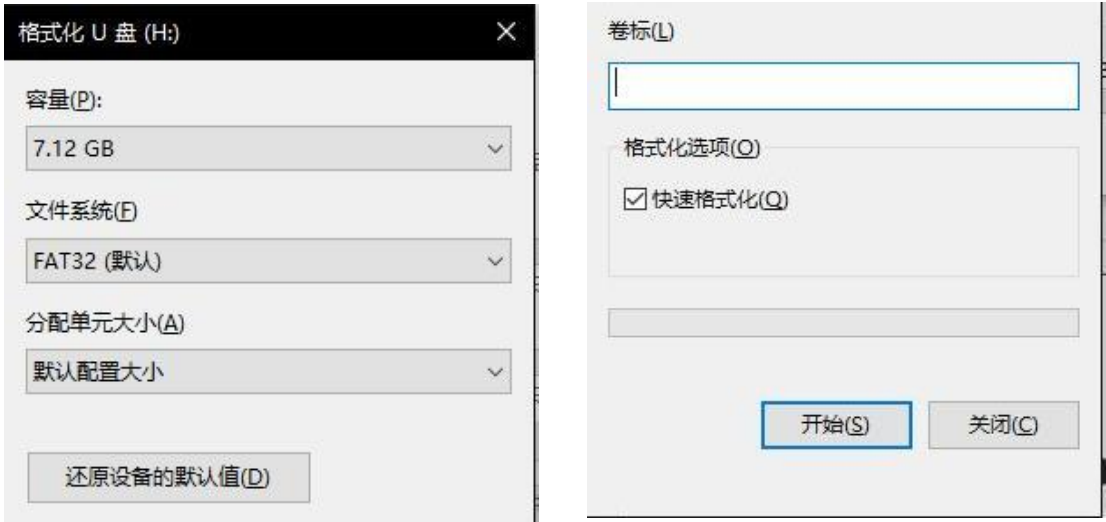 格式化 U 盘 (H:)
容量(P):
7.12 GB
文件系统(F)
FAT32 (默认)
分配单元大小(A)
默认配置大小
还原设备的默认值(D)
卷标(L)
格式化选项(O)
快速格式化(Q)
开始(S)
关闭(C)